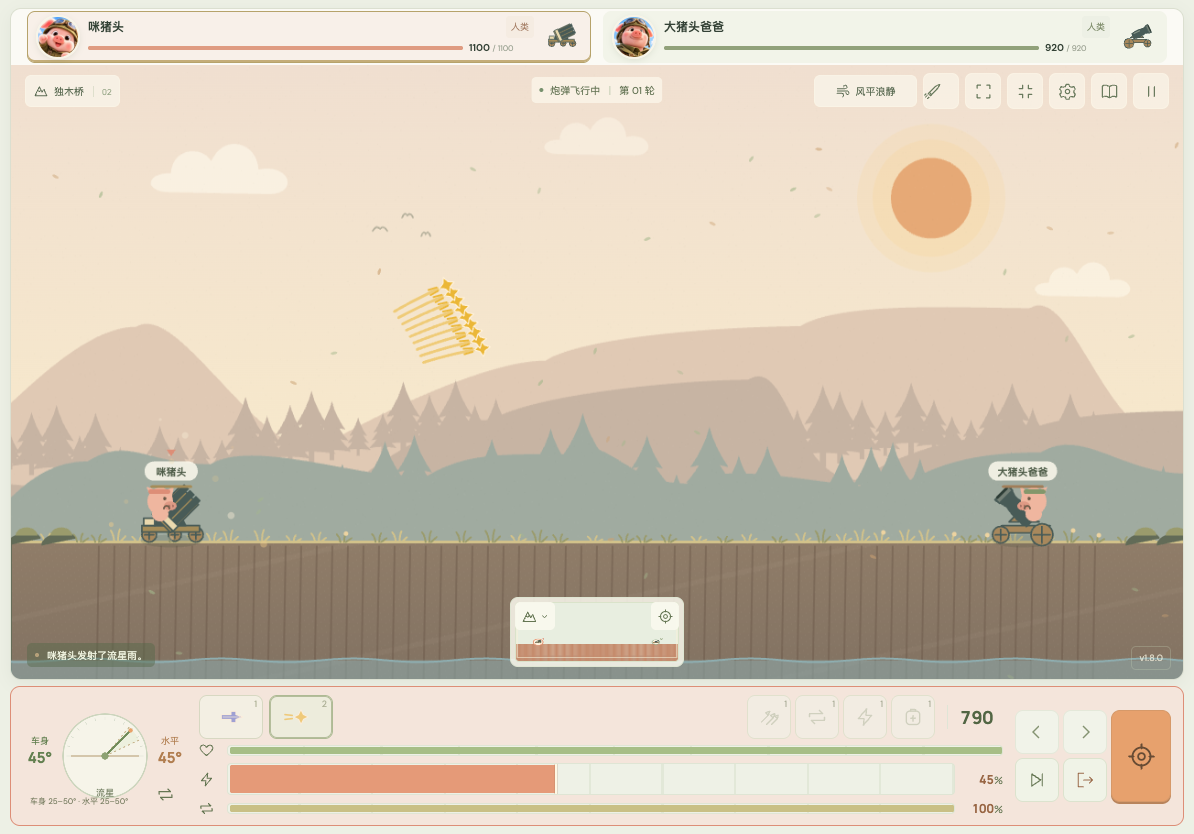 咪猪头
人类
1100 / 1100
大猪头爸爸
人类
920 / 920
独木桥 02
炮弹飞行中 第 01 轮
风平浪静
咪猪头
大猪头爸爸
咪猪头发射了流星雨。
v1.8.0
车身
45°
水平
45°
流星
车身 25–50° · 水平 25–50°
1
2
1
1
1
1
790
45%
100%